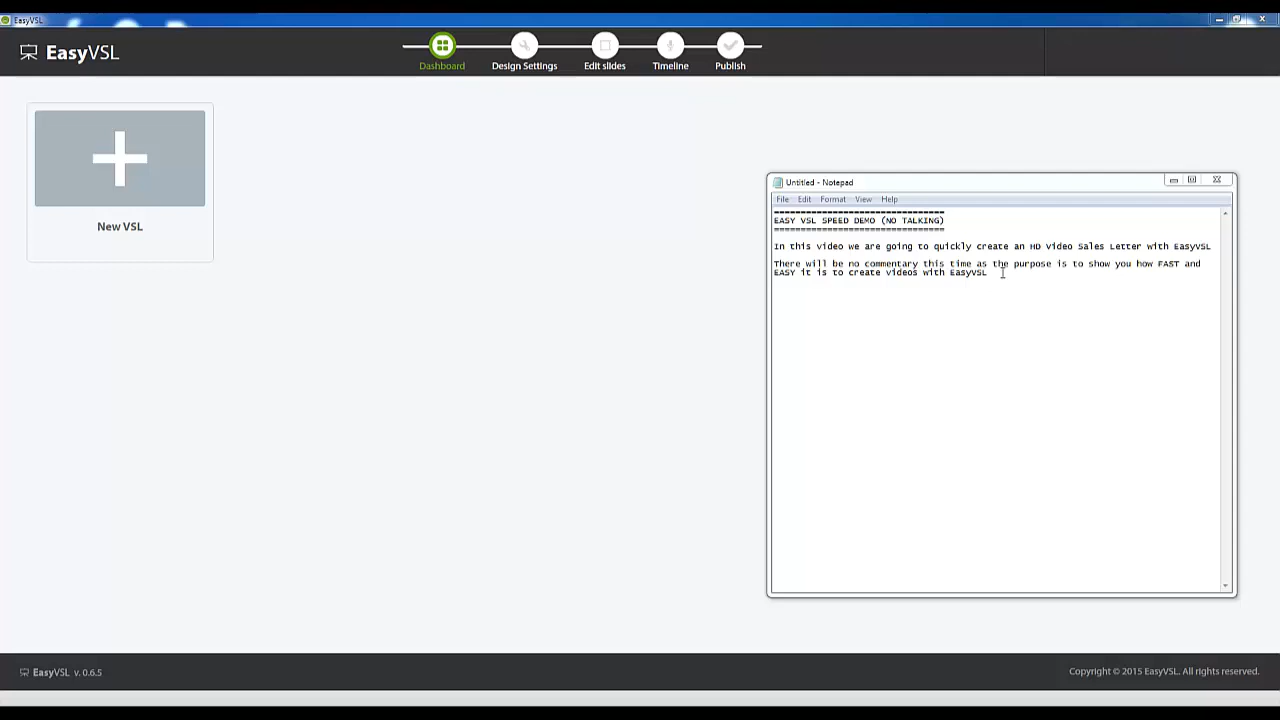 EasyVSL
EasyVSL
Dashboard
Design Settings
Edit slides
Timeline
Publish
New VSL
Untitled - Notepad
File Edit Format View Help
================================
EASY VSL SPEED DEMO (NO TALKING)
================================
In this video we are going to quickly create an HD Video Sales Letter with EasyVSL
There will be no commentary this time as the purpose is to show you how FAST and
EASY it is to create videos with EasyVSL
EasyVSL v. 0.6.5
Copyright © 2015 EasyVSL. All rights reserved.